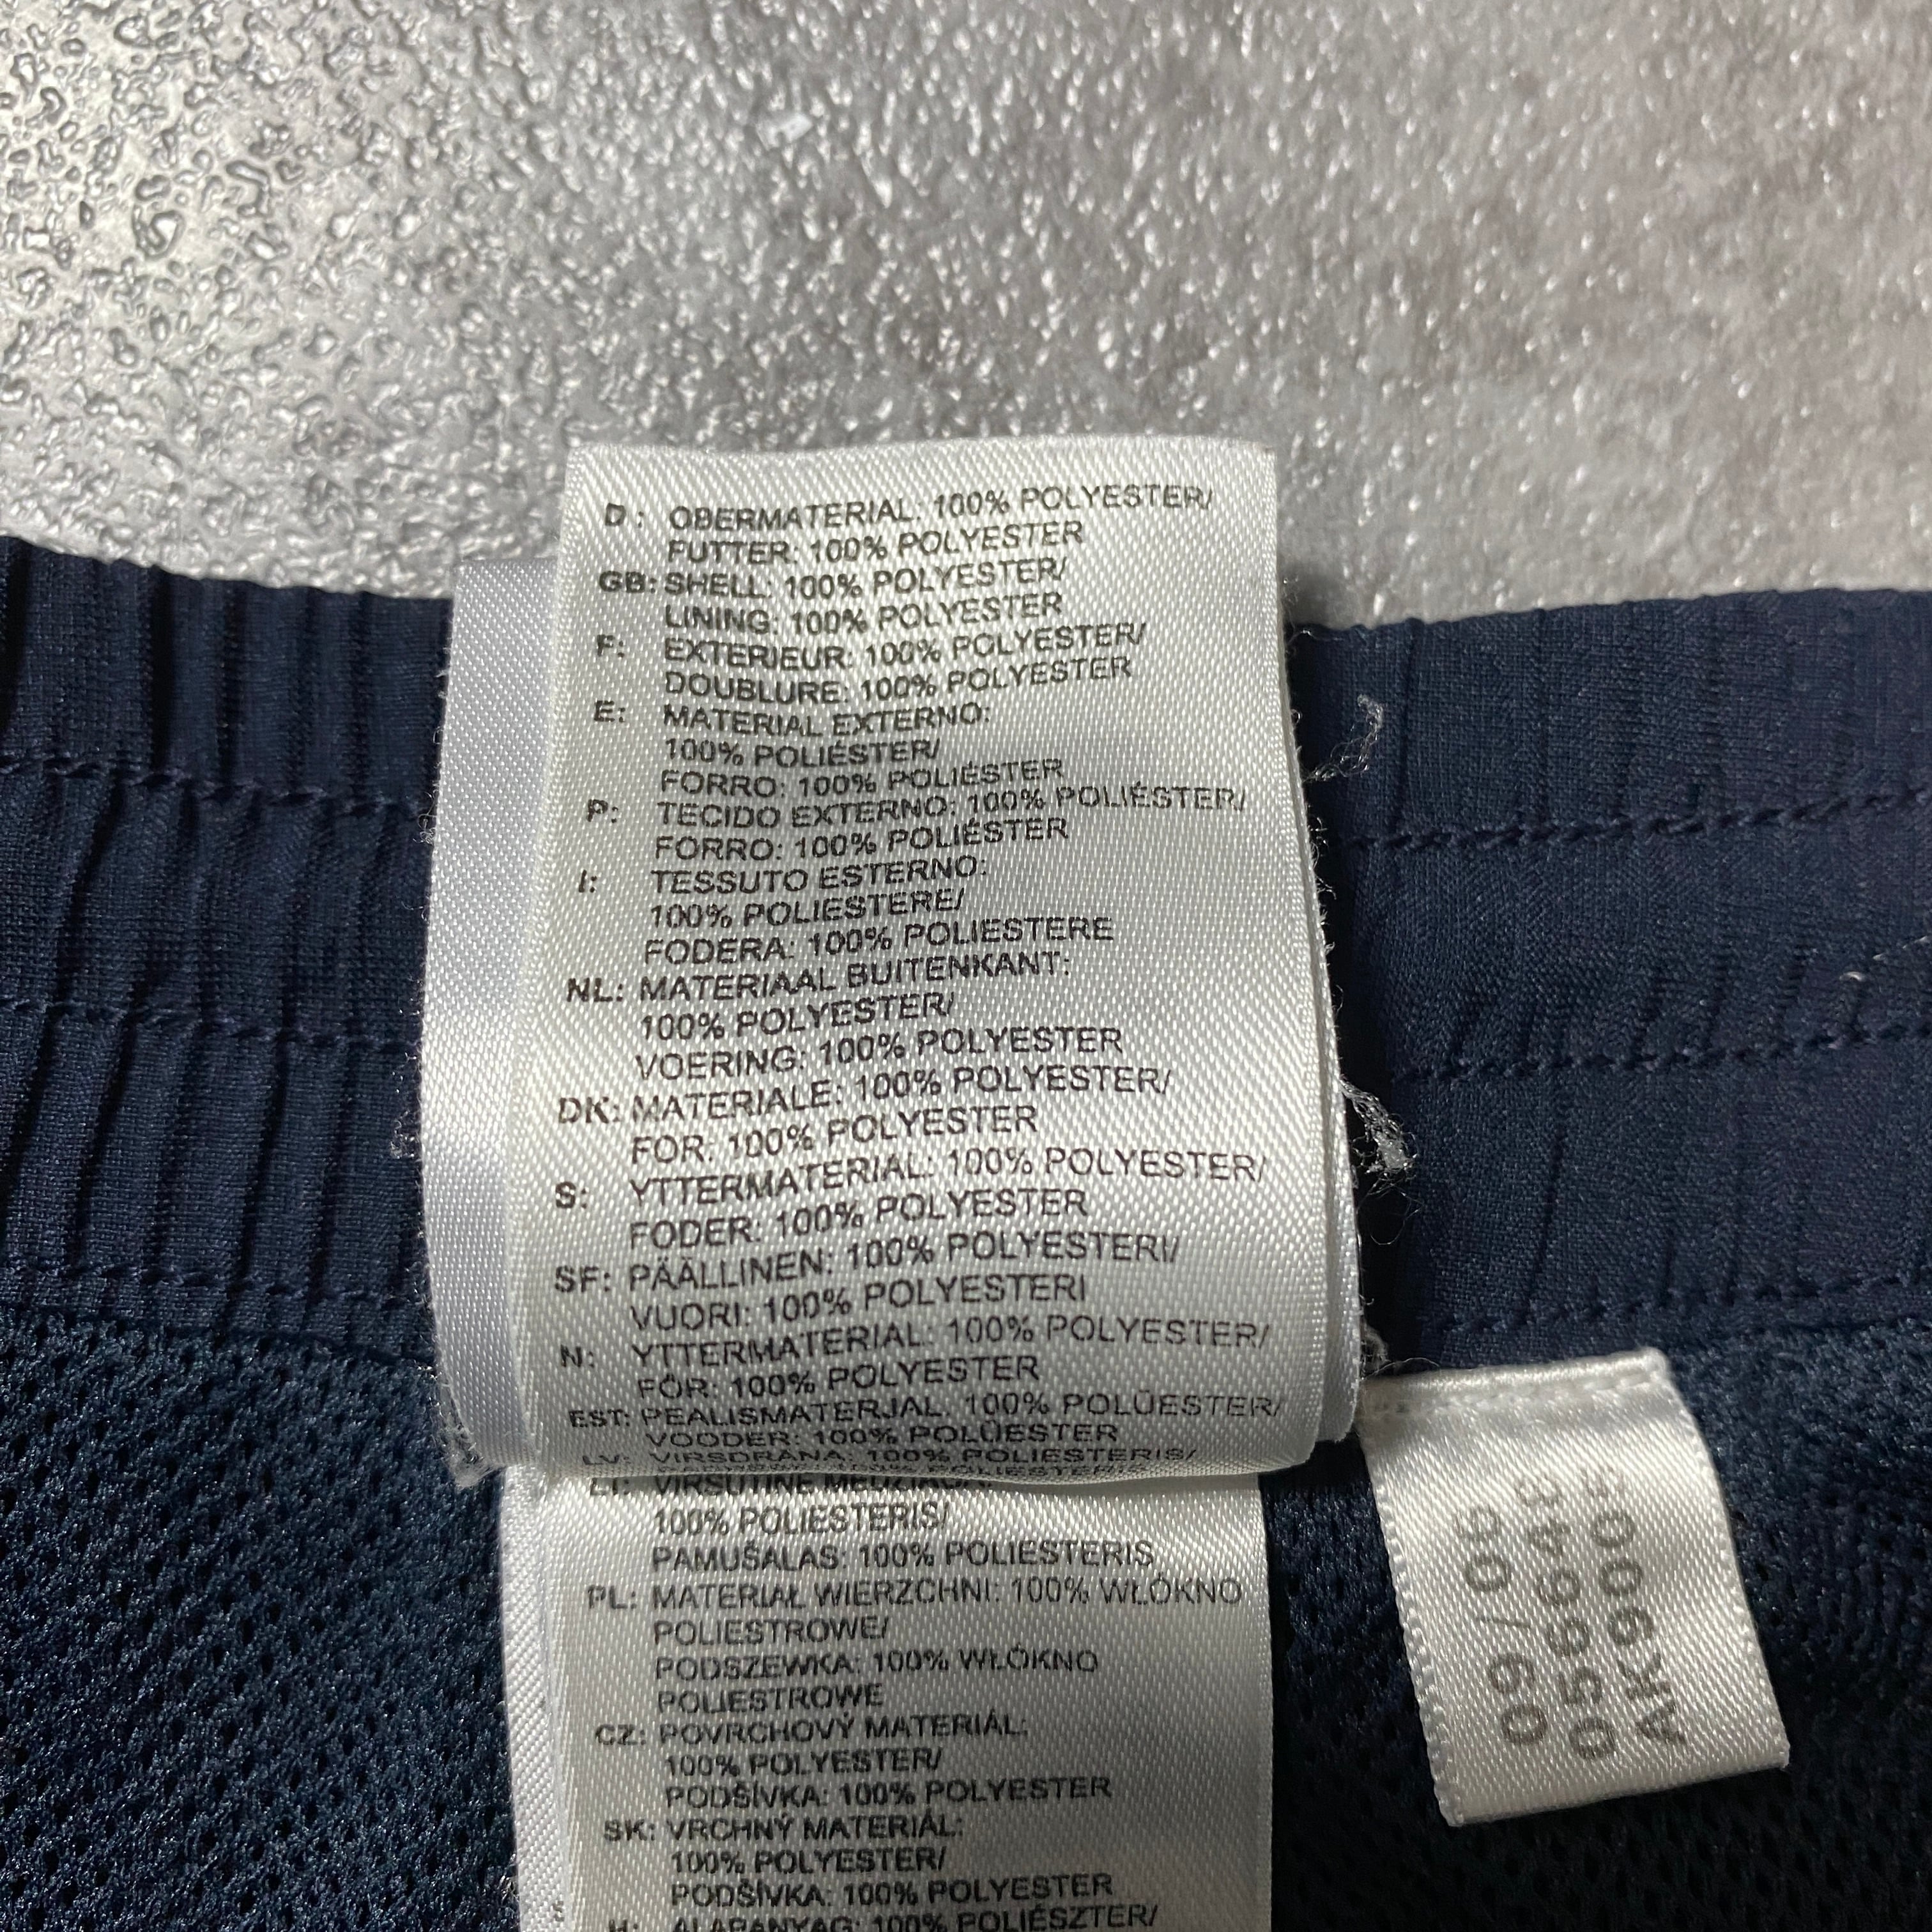 D: OBERMATERIAL: 100% POLYESTER/
FUTTER: 100% POLYESTER
GB: SHELL: 100% POLYESTER/
LINING: 100% POLYESTER
F: EXTERIEUR: 100% POLYESTER/
DOUBLURE: 100% POLYESTER
E: MATERIAL EXTERNO:
100% POLIÉSTER/
FORRO: 100% POLIÉSTER
P: TECIDO EXTERNO: 100% POLIÉSTER/
FORRO: 100% POLIÉSTER
I: TESSUTO ESTERNO:
100% POLIESTERE/
FODERA: 100% POLIESTERE
NL: MATERIAAL BUITENKANT:
100% POLYESTER/
VOERING: 100% POLYESTER
DK: MATERIALE: 100% POLYESTER/
FOR: 100% POLYESTER
S: YTTERMATERIAL: 100% POLYESTER/
FODER: 100% POLYESTER
SF: PÄÄLLINEN: 100% POLYESTERI/
VUORI: 100% POLYESTERI
N: YTTERMATERIAL: 100% POLYESTER/
FÔR: 100% POLYESTER
EST: PEALISMATERJAL: 100% POLÜESTER/
VOODER: 100% POLÜESTER
LV: VIRSDRĀNA: 100% POLIESTERIS/
100% POLIESTERIS/
PAMUŠALAS: 100% POLIESTERIS
PL: MATERIAŁ WIERZCHNI: 100% WŁÓKNO
POLIESTROWE/
PODSZEWKA: 100% WŁÓKNO
POLIESTROWE
CZ: POVRCHOVÝ MATERIÁL:
100% POLYESTER/
PODŠÍVKA: 100% POLYESTER
SK: VRCHNÝ MATERIÁL:
100% POLYESTER/
PODŠÍVKA: 100% POLYESTER
H: ALAPANYAG: 100% POLIÉSZTER/
09/06